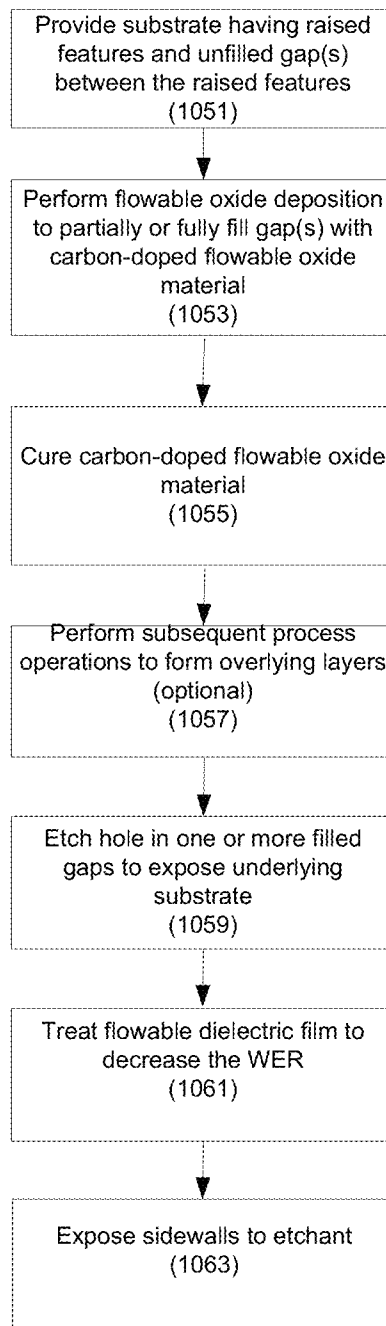 Provide substrate having raised
features and unfilled gap(s)
between the raised features
(1051)
Perform flowable oxide deposition
to partially or fully fill gap(s) with
carbon-doped flowable oxide
material
(1053)
Cure carbon-doped flowable oxide
material
(1055)
Perform subsequent process
operations to form overlying layers
(optional)
(1057)
Etch hole in one or more filled
gaps to expose underlying
substrate
(1059)
Treat flowable dielectric film to
decrease the WER
(1061)
Expose sidewalls to etchant
(1063)